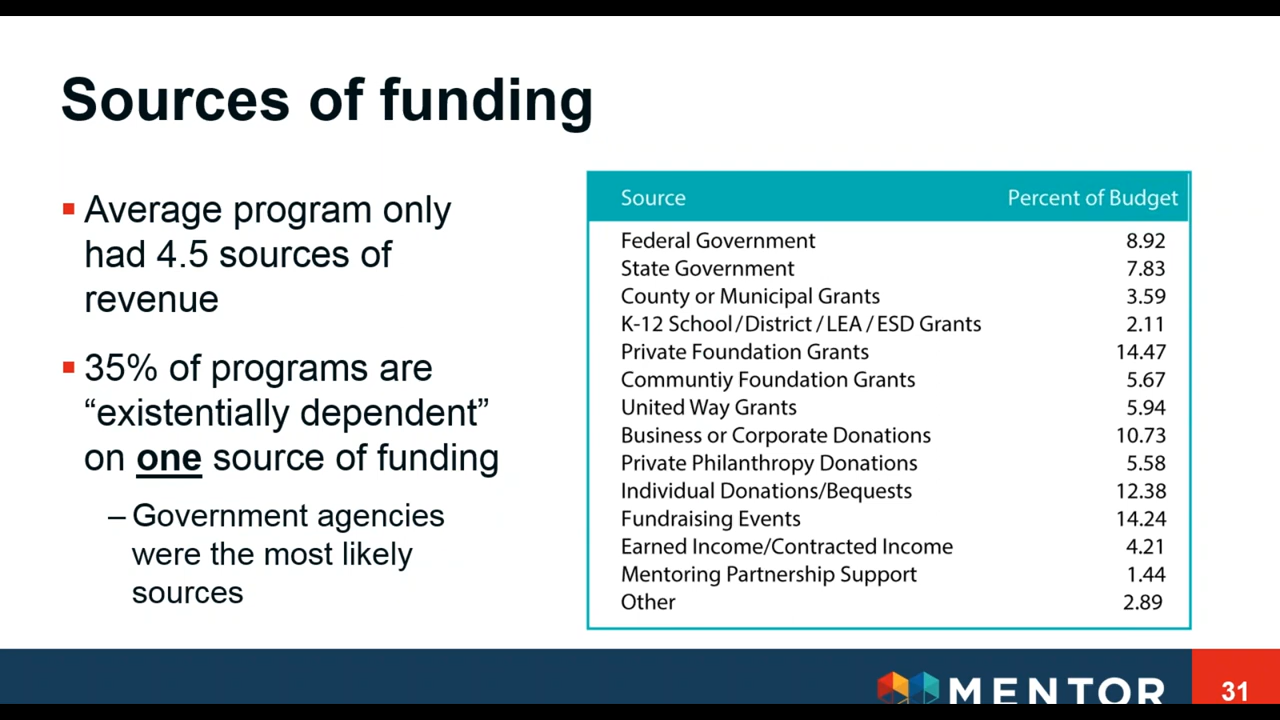 Sources of funding
Average program only
had 4.5 sources of
revenue
35% of programs are
“existentially dependent”
on one source of funding
– Government agencies
were the most likely
sources
Source Percent of Budget
Federal Government 8.92
State Government 7.83
County or Municipal Grants 3.59
K-12 School/District/LEA/ESD Grants 2.11
Private Foundation Grants 14.47
Communtiy Foundation Grants 5.67
United Way Grants 5.94
Business or Corporate Donations 10.73
Private Philanthropy Donations 5.58
Individual Donations/Bequests 12.38
Fundraising Events 14.24
Earned Income/Contracted Income 4.21
Mentoring Partnership Support 1.44
Other 2.89
MENTOR
31